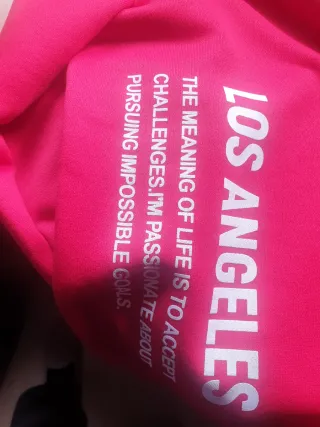 LOS ANGELES
THE MEANING OF LIFE IS TO ACCEPT
CHALLENGES.I'M PASSIONATE ABOUT
PURSUING IMPOSSIBLE GOALS.